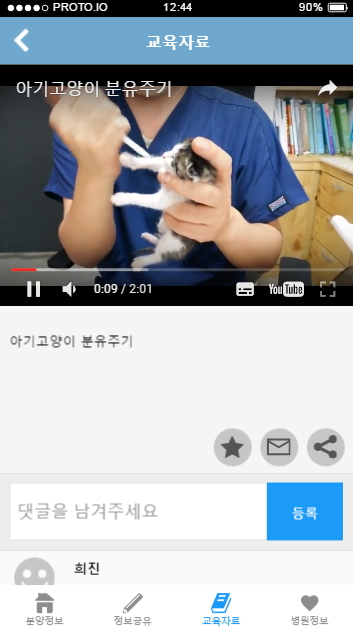 PROTO.IO 12:44 90%
교육자료
아기고양이 분유주기
0:09 / 2:01 YouTube
아기고양이 분유주기
댓글을 남겨주세요 등록
희진
분양정보 정보공유 교육자료 병원정보